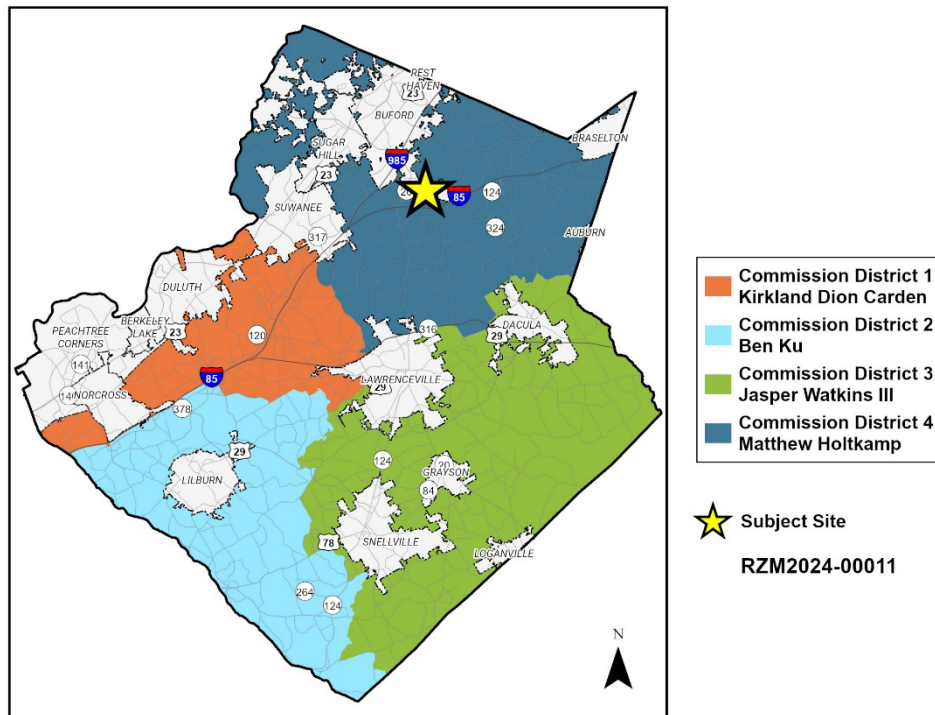 REST
HAVEN
23
BUFORD
BRASELTON
SUGAR
HILL
985
23
20
85
124
SUWANEE
317
324
AUBURN
DULUTH
PEACHTREE
CORNERS
BERKELEY
LAKE
23
120
316
DACULA
29
141
14
NORCROSS
85
LAWRENCEVILLE
29
378
29
LILBURN
124
20
GRAYSON
84
78
SNELLVILLE
LOGANVILLE
264
124
N
Commission District 1
Kirkland Dion Carden
Commission District 2
Ben Ku
Commission District 3
Jasper Watkins III
Commission District 4
Matthew Holtkamp
Subject Site
RZM2024-00011